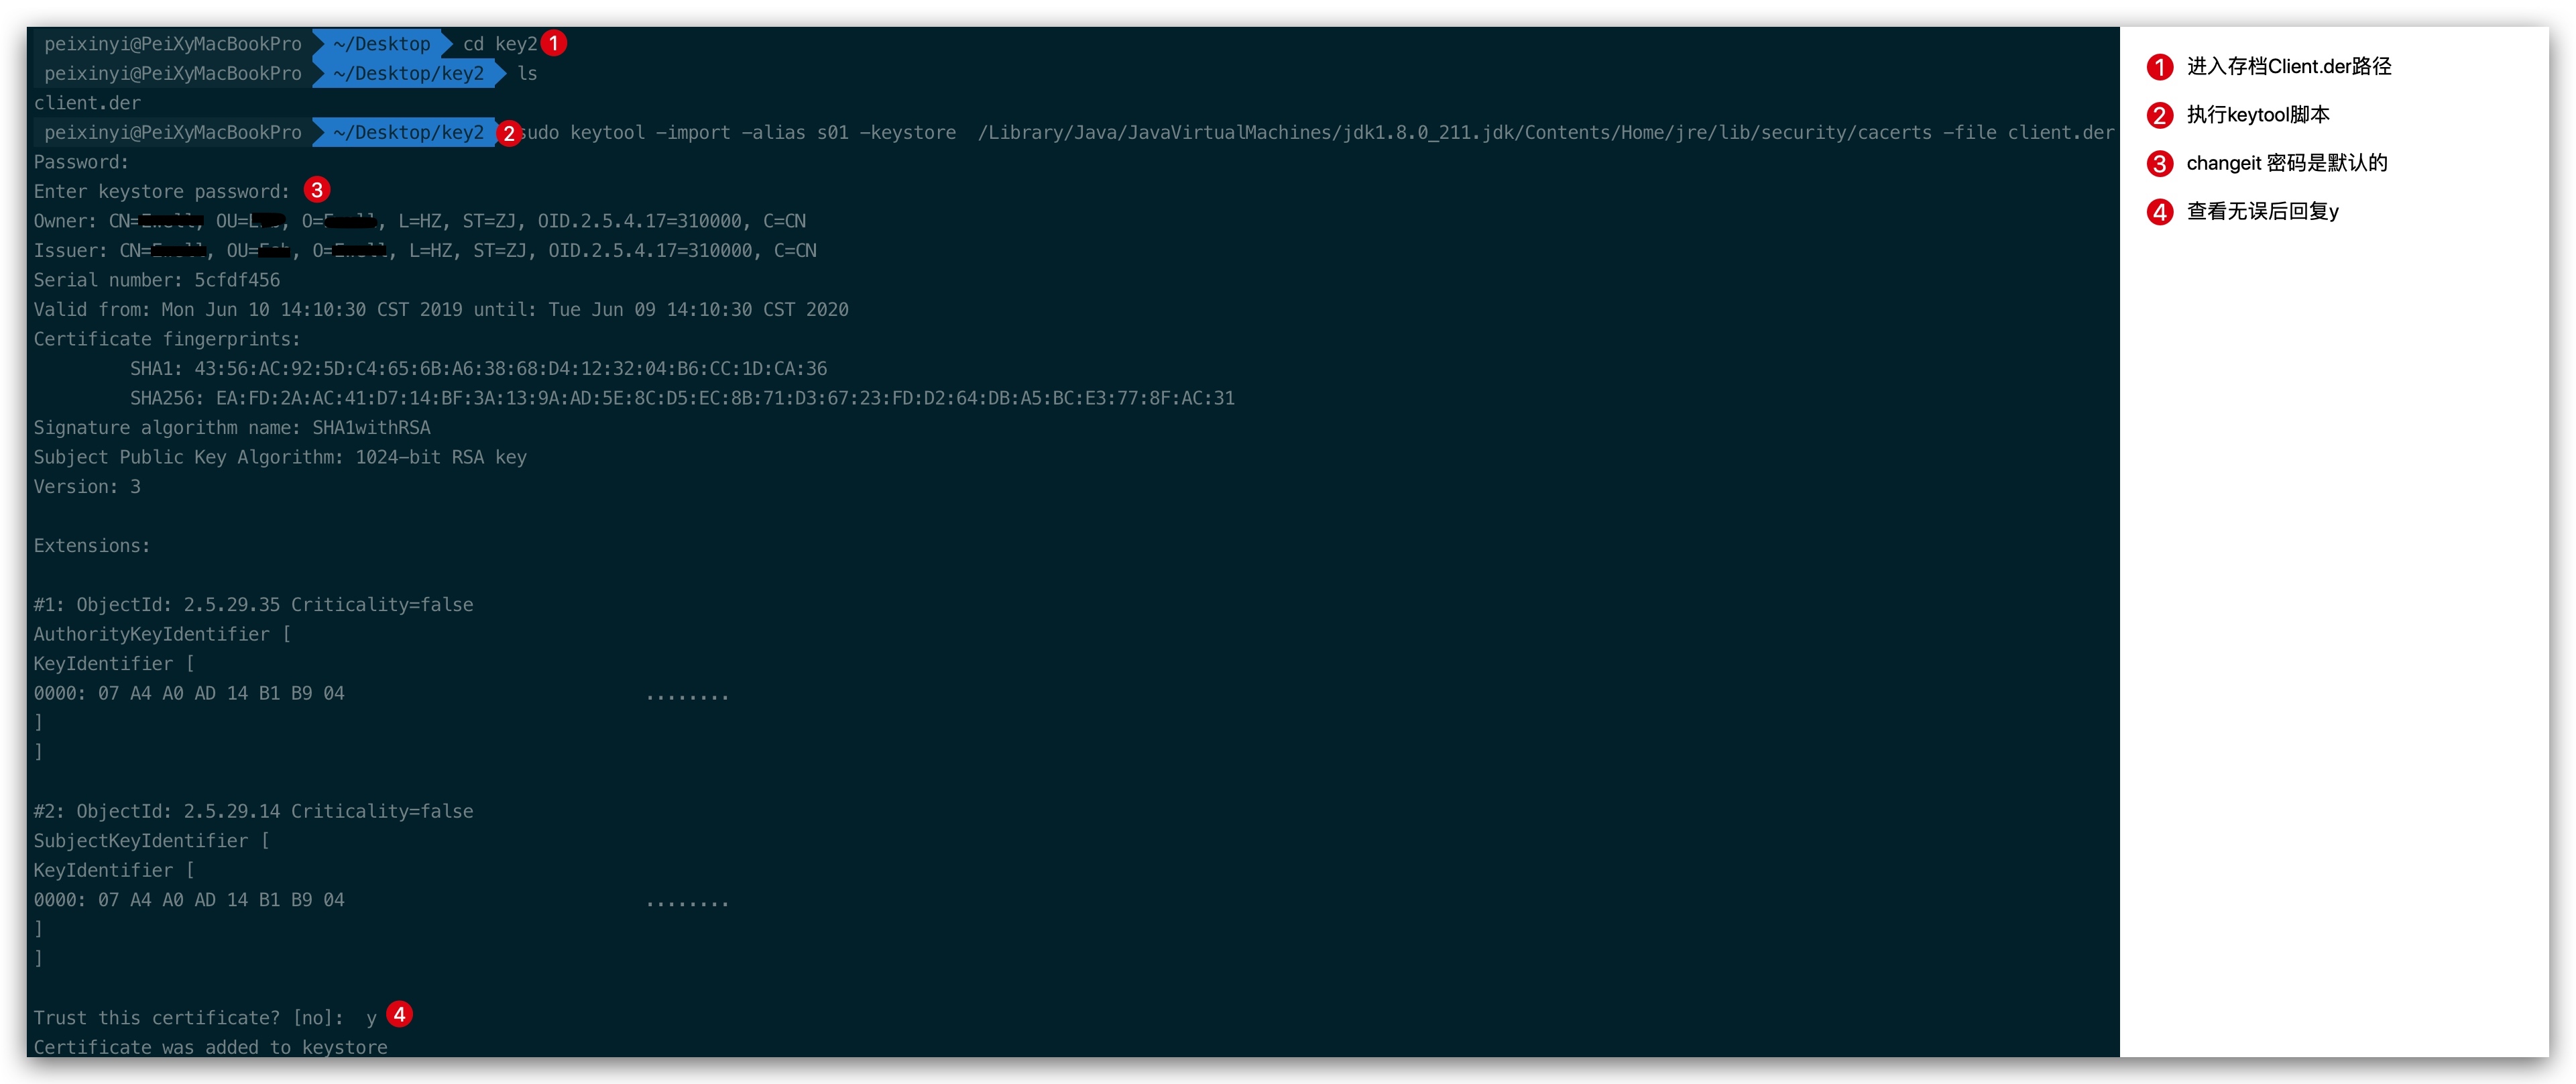 peixinyi@PeiXyMacBookPro ~/Desktop cd key2 1
peixinyi@PeiXyMacBookPro ~/Desktop/key2 ls
client.der
peixinyi@PeiXyMacBookPro ~/Desktop/key2 2 sudo keytool -import -alias s01 -keystore /Library/Java/JavaVirtualMachines/jdk1.8.0_211.jdk/Contents/Home/jre/lib/security/cacerts -file client.der
Password:
Enter keystore password: 3
Owner: CN= , OU= , O= , L=HZ, ST=ZJ, OID.2.5.4.17=310000, C=CN
Issuer: CN= , OU= , O= , L=HZ, ST=ZJ, OID.2.5.4.17=310000, C=CN
Serial number: 5cfdf456
Valid from: Mon Jun 10 14:10:30 CST 2019 until: Tue Jun 09 14:10:30 CST 2020
Certificate fingerprints:
SHA1: 43:56:AC:92:5D:C4:65:6B:A6:38:68:D4:12:32:04:B6:CC:1D:CA:36
SHA256: EA:FD:2A:AC:41:D7:14:BF:3A:13:9A:AD:5E:8C:D5:EC:8B:71:D3:67:23:FD:D2:64:DB:A5:BC:E3:77:8F:AC:31
Signature algorithm name: SHA1withRSA
Subject Public Key Algorithm: 1024-bit RSA key
Version: 3
Extensions:
#1: ObjectId: 2.5.29.35 Criticality=false
AuthorityKeyIdentifier [
KeyIdentifier [
0000: 07 A4 A0 AD 14 B1 B9 04 ........
]
]
#2: ObjectId: 2.5.29.14 Criticality=false
SubjectKeyIdentifier [
KeyIdentifier [
0000: 07 A4 A0 AD 14 B1 B9 04 ........
]
]
Trust this certificate? [no]: y 4
Certificate was added to keystore
1 进入存档Client.der路径
2 执行keytool脚本
3 changeit 密码是默认的
4 查看无误后回复y